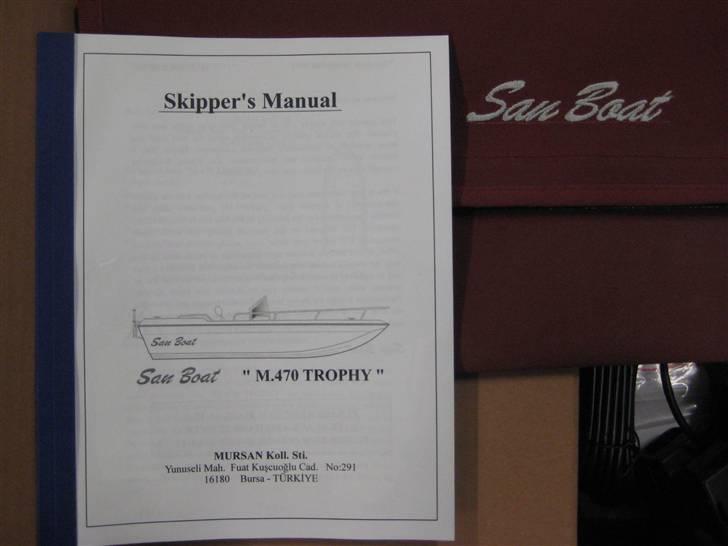 Skipper's Manual
San Boat
San Boat
San Boat " M.470 TROPHY "
MURSAN Koll. Sti.
Yunuseli Mah. Fuat Kuşcuoğlu Cad. No:291
16180 Bursa - TÜRKİYE